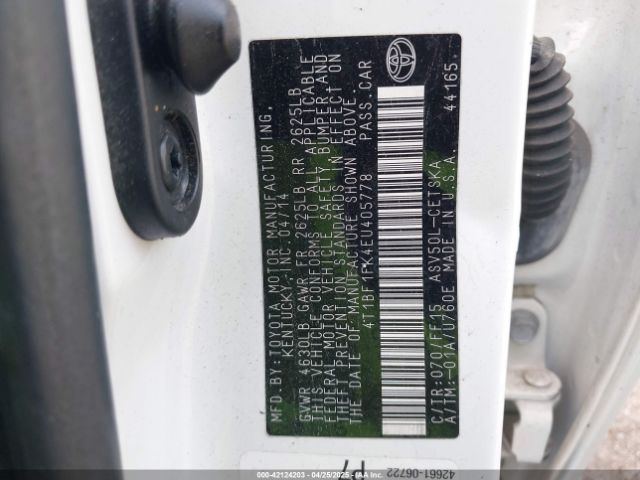 MFD BY:TOYOTA MOTOR MANUFACTURING,
KENTUCKY,INC. 04/14
GVWR 4630LB GAWR FR 2625LB RR 2625LB
THIS VEHICLE CONFORMS TO ALL APPLICABLE
FEDERAL MOTOR VEHICLE SAFETY,BUMPER,AND
THEFT PREVENTION STANDARDS IN EFFECT ON
THE DATE OF MANUFACTURE SHOWN ABOVE.
4T1BF1FK4EU405778 PASS.CAR
C/TR:070/FF15 ASV50L-CETSKA
A/TM:-01A/U760E MADE IN U.S.A.
44165
42661-06722
000-42124203 - 04/25/2025 - IAAI.COM